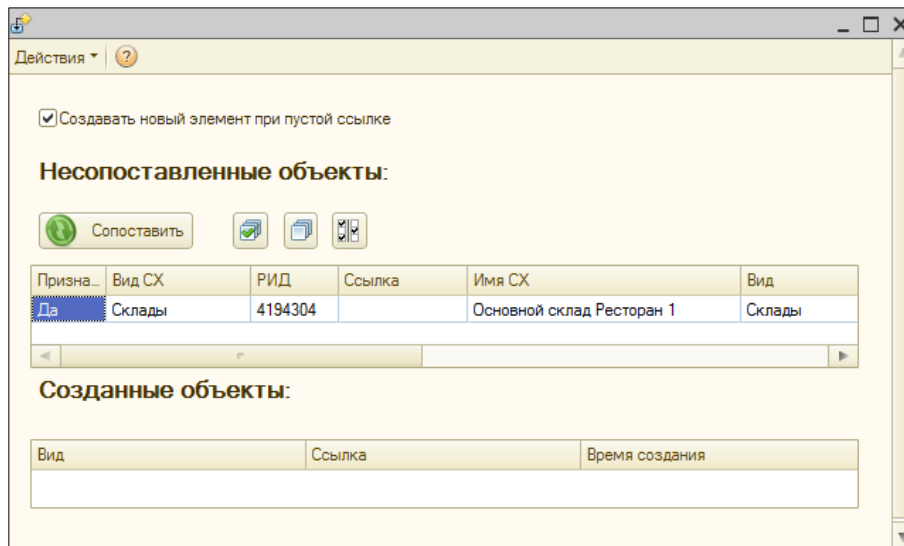 Действия
Создавать новый элемент при пустой ссылке
Несопоставленные объекты:
Сопоставить
Призна... Вид СХ РИД Ссылка Имя СХ Вид
Да Склады 4194304 Основной склад Ресторан 1 Склады
Созданные объекты:
Вид Ссылка Время создания